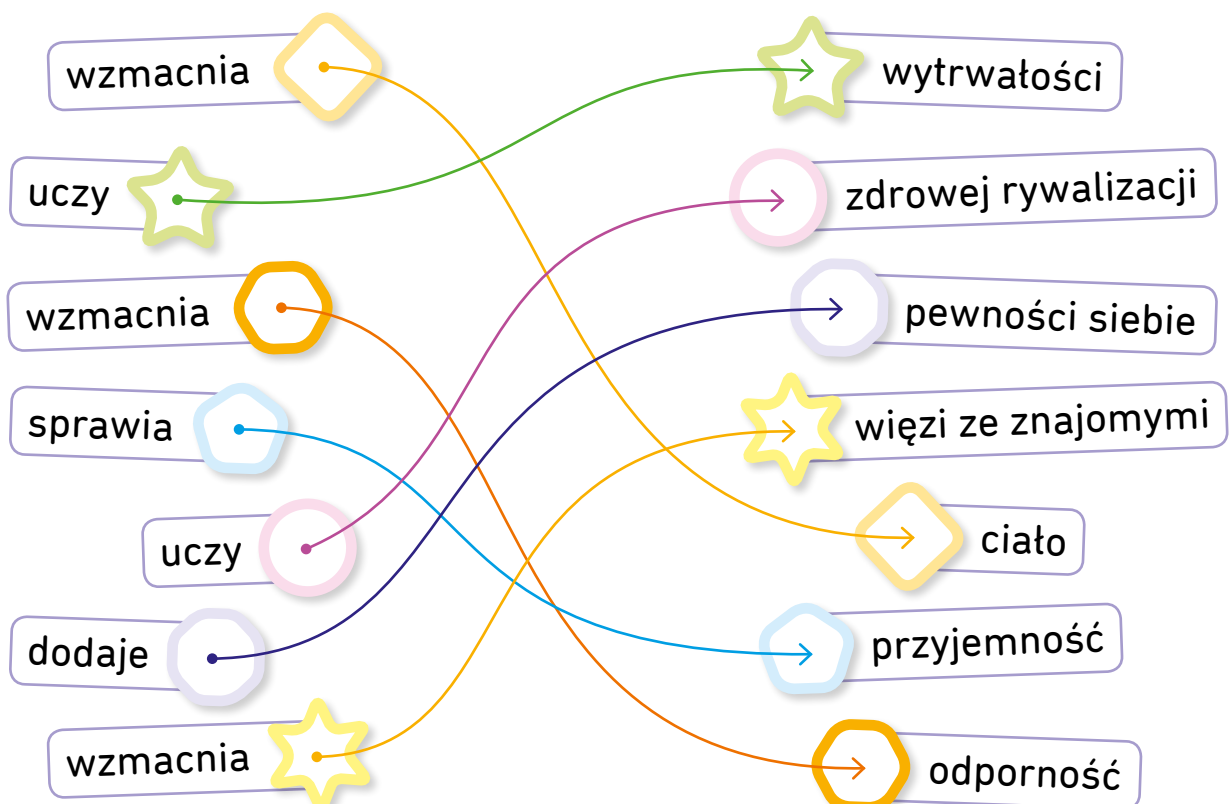 wzmacnia
uczy
wzmacnia
sprawia
uczy
dodaje
wzmacnia
wytrwałości
zdrowej rywalizacji
pewności siebie
więzi ze znajomymi
ciało
przyjemność
odporność